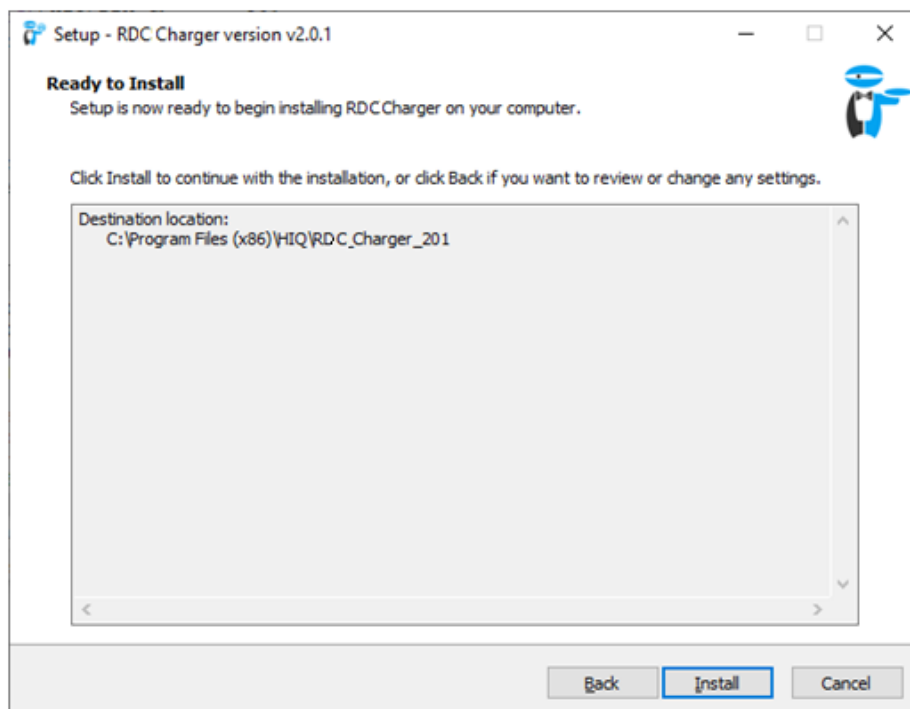 Setup - RDC Charger version v2.0.1
Ready to Install
Setup is now ready to begin installing RDC Charger on your computer.
Click Install to continue with the installation, or click Back if you want to review or change any settings.
Destination location:
C:\Program Files (x86)\HIQ\RDC_Charger_201
Back
Install
Cancel